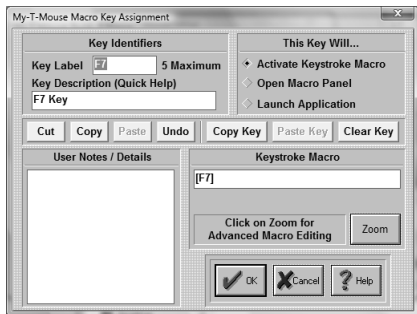 My-T-Mouse Macro Key Assignment
Key Identifiers
Key Label F7 5 Maximum
Key Description (Quick Help)
F7 Key
This Key Will...
Activate Keystroke Macro
Open Macro Panel
Launch Application
Cut Copy Paste Undo Copy Key Paste Key Clear Key
User Notes / Details
Keystroke Macro
[F7]
Click on Zoom for
Advanced Macro Editing
Zoom
OK Cancel Help